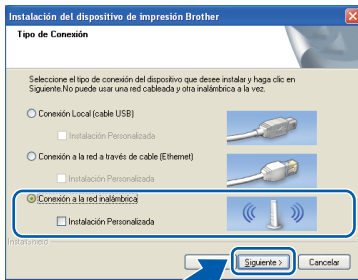 Instalación del dispositivo de impresión Brother
Tipo de Conexión
Seleccione el tipo de conexión del dispositivo que desee instalar y haga clic en
Siguiente.No puede usar una red cableada y otra inalámbrica a la vez.
Conexión Local (cable USB)
Instalación Personalizada
Conexión a la red a través de cable (Ethernet)
Instalación Personalizada
Conexión a la red inalámbrica
Instalación Personalizada
InstallShield
Siguiente >
Cancelar